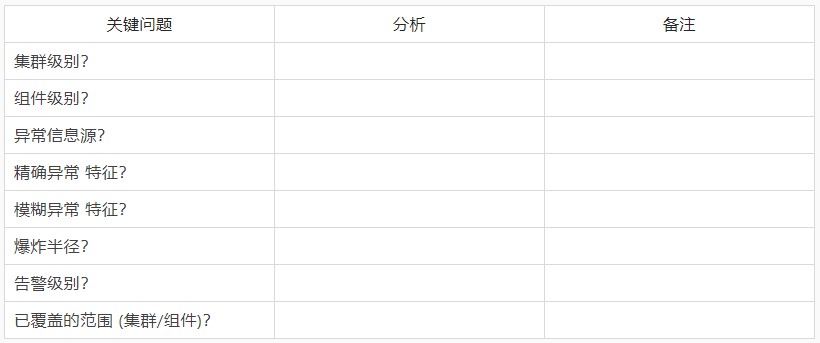 关键问题 分析 备注
集群级别?
组件级别?
异常信息源?
精确异常 特征?
模糊异常 特征?
爆炸半径?
告警级别?
已覆盖的范围 (集群/组件)?